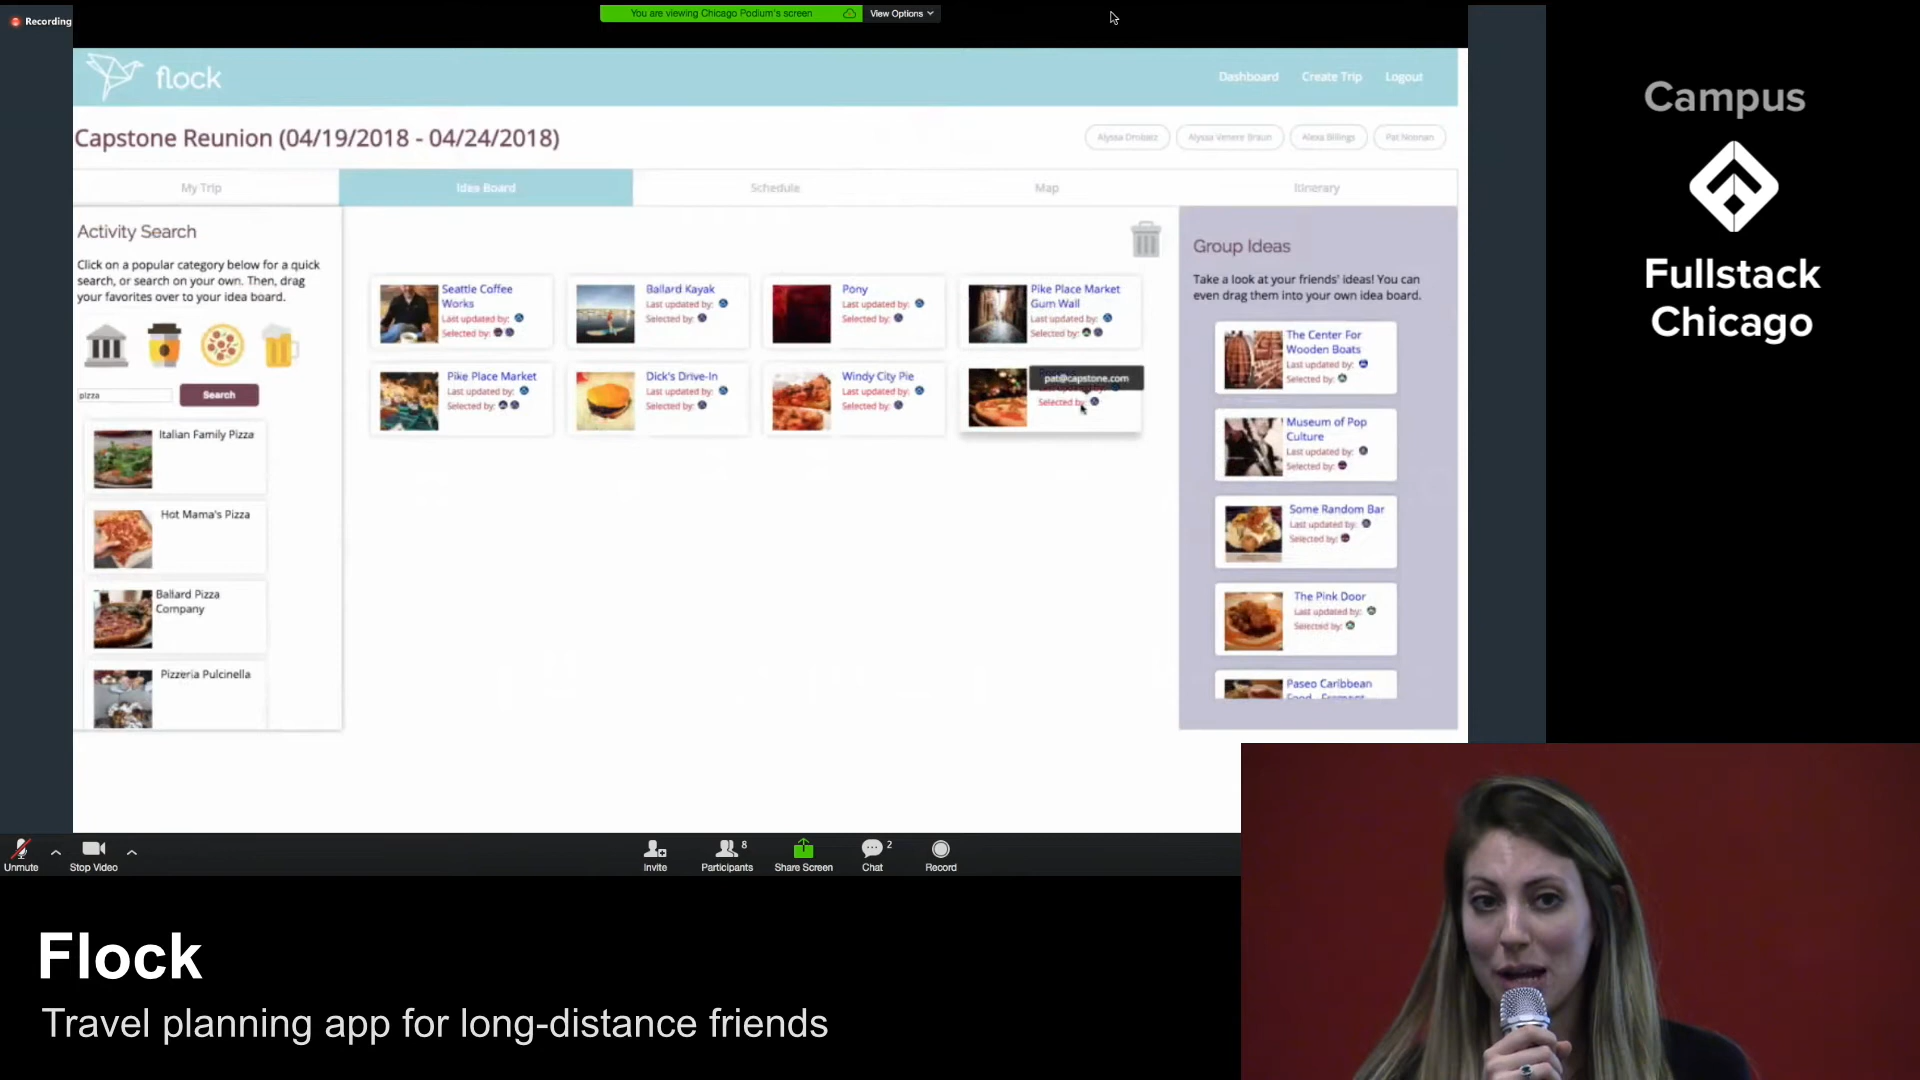 Recording
You are viewing Chicago Podium's screen
View Options
flock
Dashboard
Create Trip
Logout
Capstone Reunion (04/19/2018 - 04/24/2018)
Alyssa Venere Braun
Alexa Billings
Pat Noonan
My Trip
Idea Board
Schedule
Map
Itinerary
Activity Search
Click on a popular category below for a quick
search, or search on your own. Then, drag
your favorites over to your idea board.
pizza
Search
Italian Family Pizza
Hot Mama's Pizza
Ballard Pizza
Company
Pizzeria Pulcinella
Seattle Coffee
Works
Last updated by:
Selected by:
Ballard Kayak
Last updated by:
Selected by:
Pony
Last updated by:
Selected by:
Pike Place Market
Gum Wall
Last updated by:
Selected by:
Pike Place Market
Last updated by:
Selected by:
Dick's Drive-In
Last updated by:
Selected by:
Windy City Pie
Last updated by:
Selected by:
pat@capstone.com
Selected by:
Group Ideas
Take a look at your friends' ideas! You can
even drag them into your own idea board.
The Center For
Wooden Boats
Last updated by:
Selected by:
Museum of Pop
Culture
Last updated by:
Selected by:
Some Random Bar
Last updated by:
Selected by:
The Pink Door
Last updated by:
Selected by:
Paseo Caribbean
Unmute
Stop Video
Invite
8
Participants
Share Screen
2
Chat
Record
Campus
Fullstack
Chicago
Flock
Travel planning app for long-distance friends